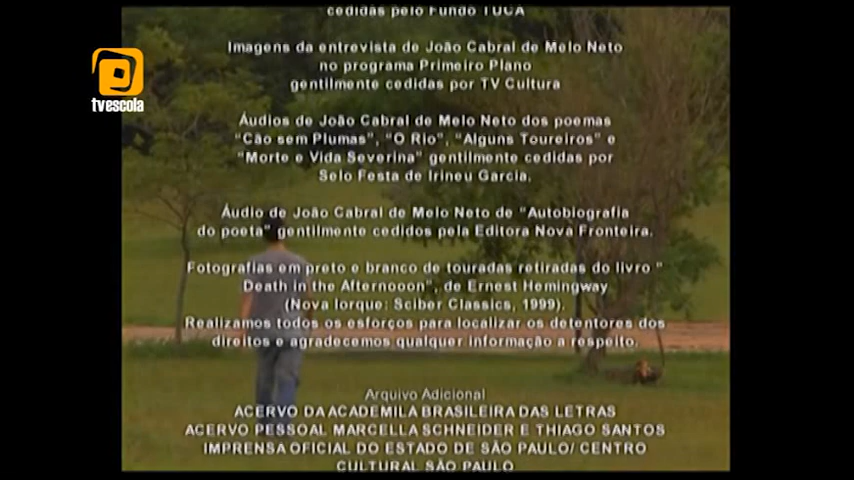 cedidas pelo Fundo TUCA
Imagens da entrevista de João Cabral de Melo Neto
no programa Primeiro Plano
gentilmente cedidas por TV Cultura
tvescola
Áudios de João Cabral de Melo Neto dos poemas
“Cão sem Plumas”, “O Rio”, “Alguns Toureiros” e
“Morte e Vida Severina” gentilmente cedidas por
Selo Festa de Irineu Garcia.
Áudio de João Cabral de Melo Neto de “Autobiografia
do poeta” gentilmente cedidos pela Editora Nova Fronteira.
Fotografias em preto e branco de touradas retiradas do livro “
Death in the Afternooon”, de Ernest Hemingway
(Nova Iorque: Sciber Classics, 1999).
Realizamos todos os esforços para localizar os detentores dos
direitos e agradecemos qualquer informação a respeito.
Arquivo Adicional
ACERVO DA ACADEMILA BRASILEIRA DAS LETRAS
ACERVO PESSOAL MARCELLA SCHNEIDER E THIAGO SANTOS
IMPRENSA OFICIAL DO ESTADO DE SÃO PAULO/ CENTRO
CULTURAL SÃO PAULO